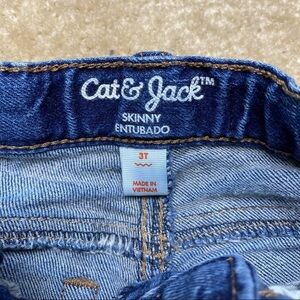 Cat & Jack™
SKINNY
ENTUBADO
3T
MADE IN
VIETNAM